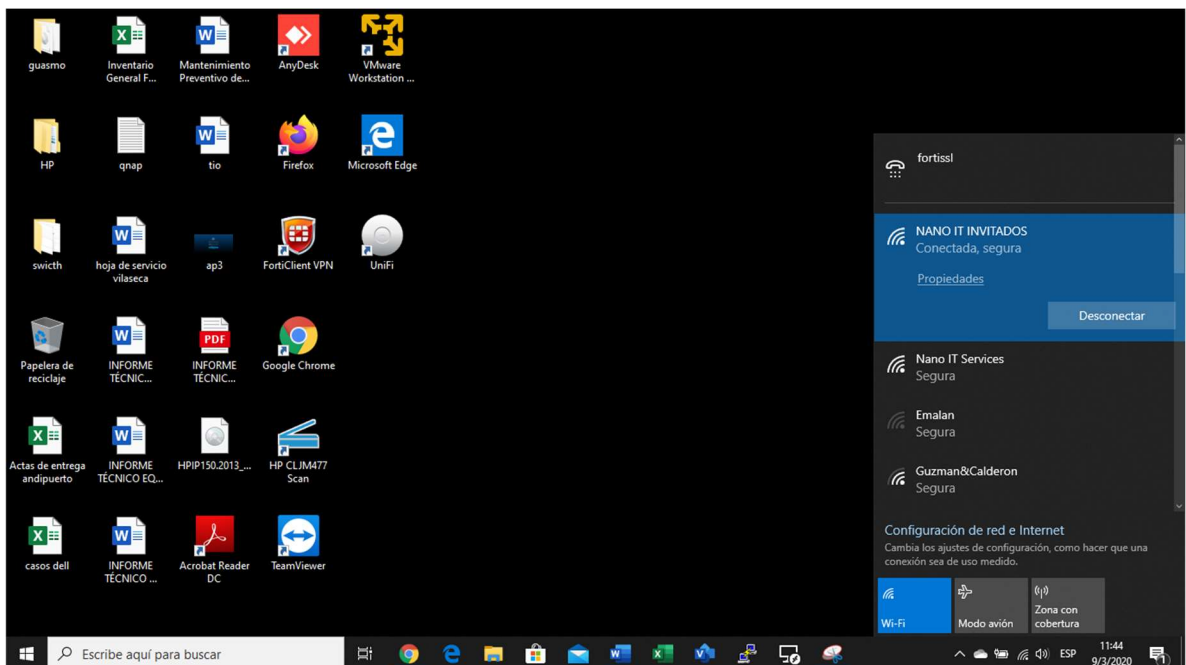 guasmo
Inventario
General F...
Mantenimiento
Preventivo de...
AnyDesk
VMware
Workstation ...
HP
qnap
tio
Firefox
Microsoft Edge
swicth
hoja de servicio
vilaseca
ap3
FortiClient VPN
UniFi
Papelera de
reciclaje
INFORME
TÉCNIC...
PDF
INFORME
TÉCNIC...
Google Chrome
Actas de entrega
andipuerto
INFORME
TÉCNICO EQ...
HPIP150.2013_...
HP CLJM477
Scan
casos dell
INFORME
TÉCNICO ...
Acrobat Reader
DC
TeamViewer
fortissl
NANO IT INVITADOS
Conectada, segura
Propiedades
Desconectar
Nano IT Services
Segura
Emalan
Segura
Guzman&Calderon
Segura
Configuración de red e Internet
Cambia los ajustes de configuración, como hacer que una
conexión sea de uso medido.
Wi-Fi
Modo avión
Zona con
cobertura
Escribe aquí para buscar
ESP
11:44
9/3/2020